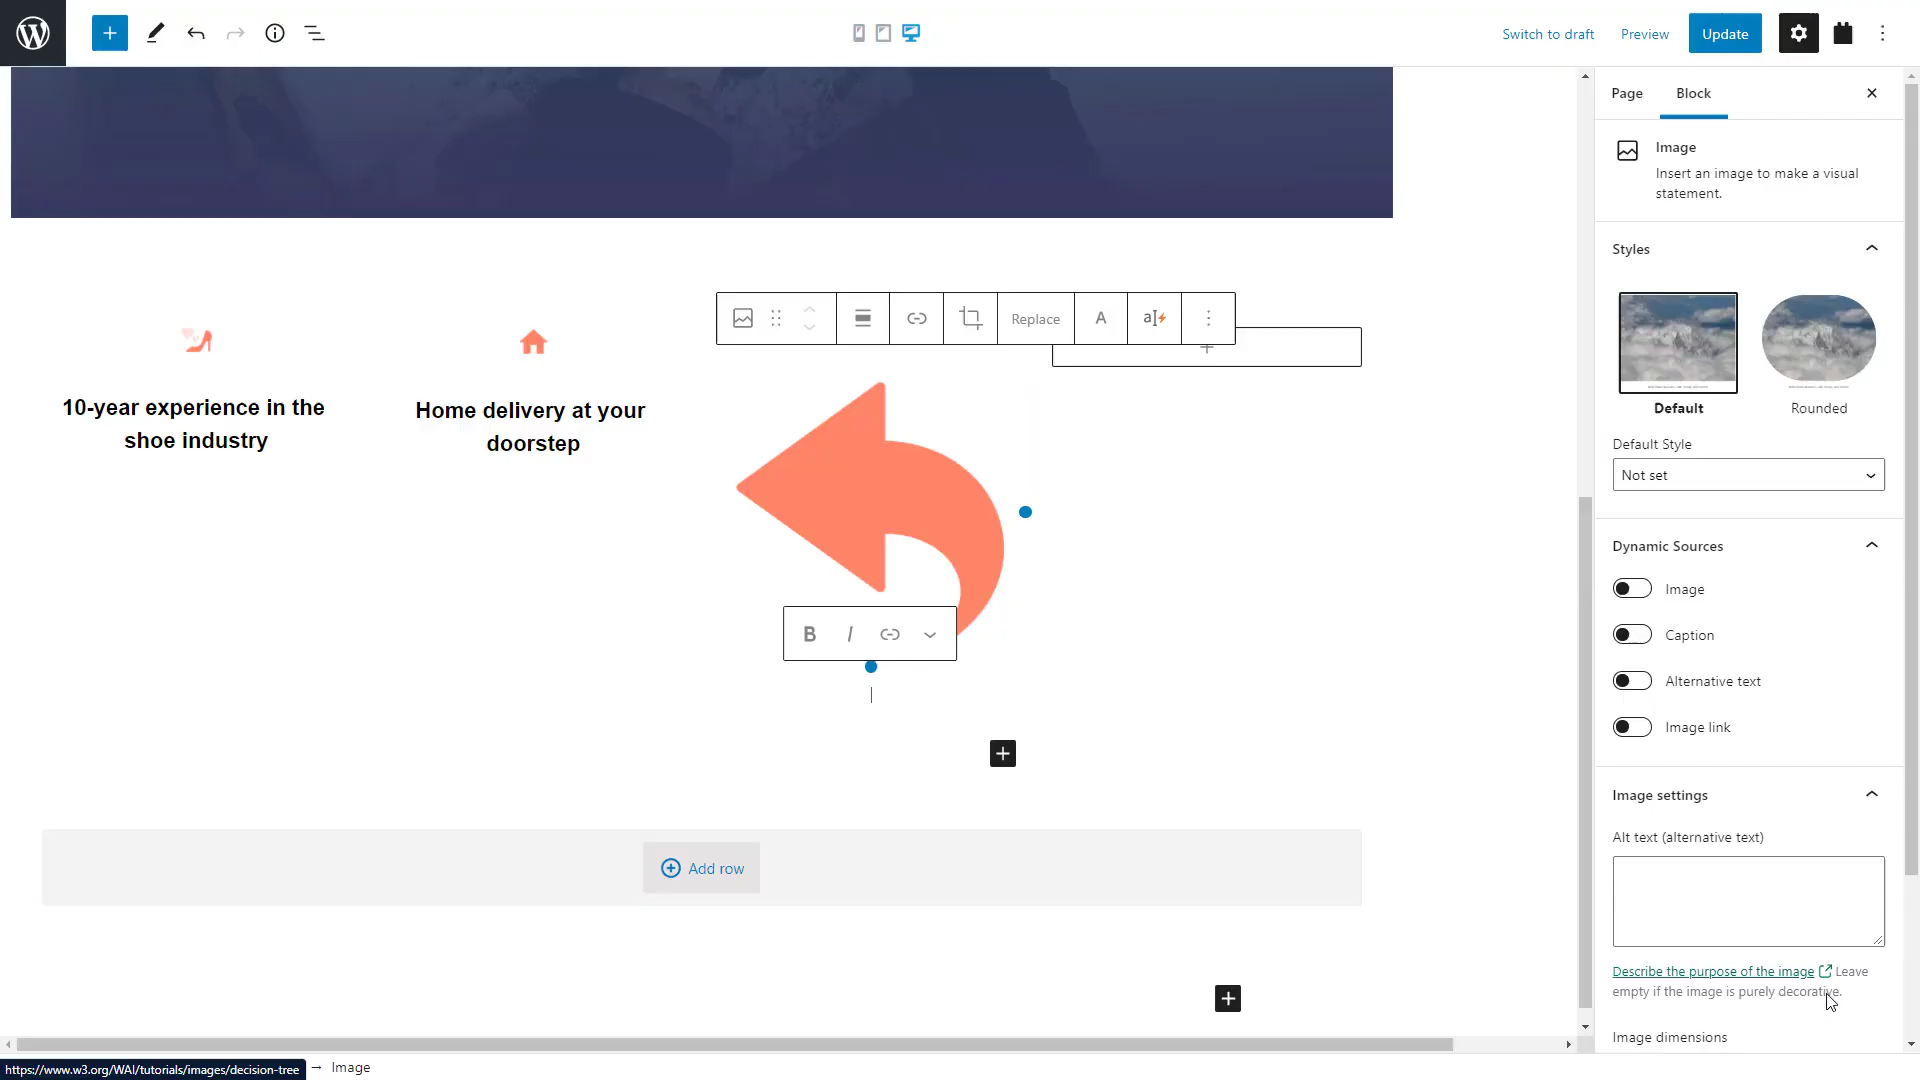 Switch to draft
Preview
Update
Page
Block
Image
Insert an image to make a visual
statement.
Styles
Default
Rounded
Default Style
Not set
Dynamic Sources
Image
Caption
Alternative text
Image link
Image settings
Alt text (alternative text)
Describe the purpose of the image Leave
empty if the image is purely decorative.
Image dimensions
Replace
A
10-year experience in the
shoe industry
Home delivery at your
doorstep
B I
Add row
https://www.w3.org/WAI/tutorials/images/decision-tree → Image